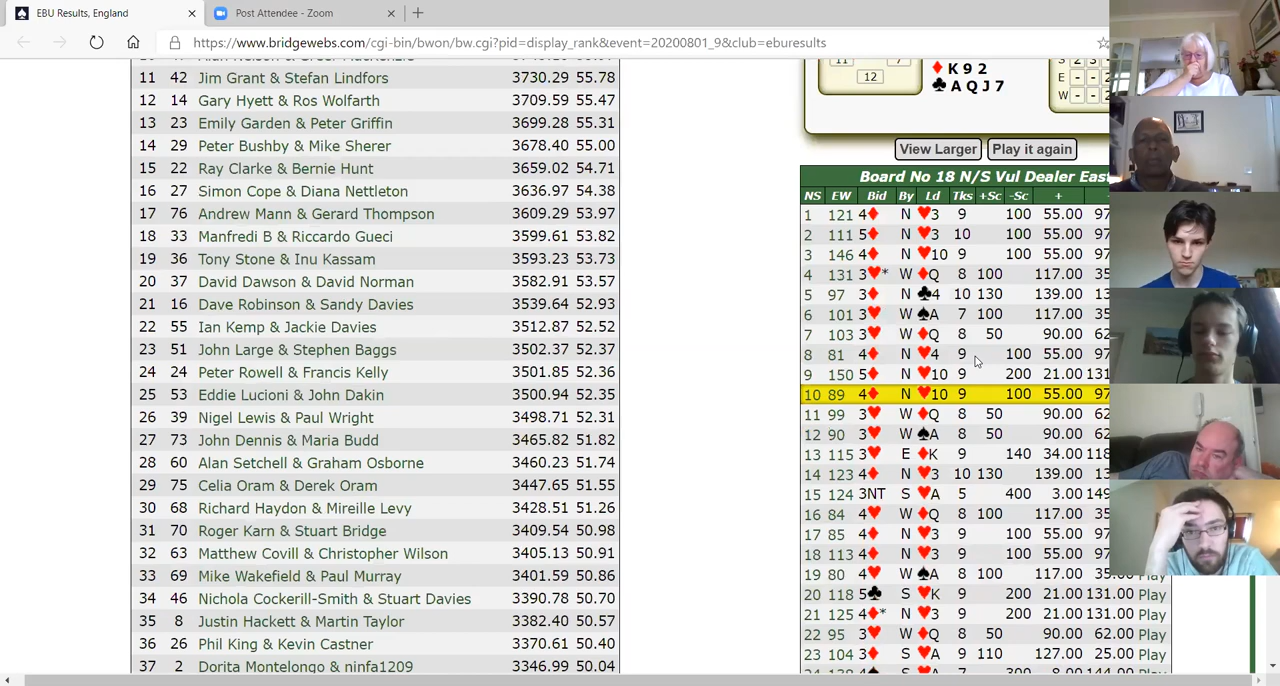 EBU Results, England
Post Attendee - Zoom
https://www.bridgewebs.com/cgi-bin/bwon/bw.cgi?pid=display_rank&event=20200801_9&club=eburesults
11 42 Jim Grant & Stefan Lindfors 3730.29 55.78
12 14 Gary Hyett & Ros Wolfarth 3709.59 55.47
13 23 Emily Garden & Peter Griffin 3699.28 55.31
14 29 Peter Bushby & Mike Sherer 3678.40 55.00
15 22 Ray Clarke & Bernie Hunt 3659.02 54.71
16 27 Simon Cope & Diana Nettleton 3636.97 54.38
17 76 Andrew Mann & Gerard Thompson 3609.29 53.97
18 33 Manfredi B & Riccardo Gueci 3599.61 53.82
19 36 Tony Stone & Inu Kassam 3593.23 53.73
20 37 David Dawson & David Norman 3582.91 53.57
21 16 Dave Robinson & Sandy Davies 3539.64 52.93
22 55 Ian Kemp & Jackie Davies 3512.87 52.52
23 51 John Large & Stephen Baggs 3502.37 52.37
24 24 Peter Rowell & Francis Kelly 3501.85 52.36
25 53 Eddie Lucioni & John Dakin 3500.94 52.35
26 39 Nigel Lewis & Paul Wright 3498.71 52.31
27 73 John Dennis & Maria Budd 3465.82 51.82
28 60 Alan Setchell & Graham Osborne 3460.23 51.74
29 75 Celia Oram & Derek Oram 3447.65 51.55
30 68 Richard Haydon & Mireille Levy 3428.51 51.26
31 70 Roger Karn & Stuart Bridge 3409.54 50.98
32 63 Matthew Covill & Christopher Wilson 3405.13 50.91
33 69 Mike Wakefield & Paul Murray 3401.59 50.86
34 46 Nichola Cockerill-Smith & Stuart Davies 3390.78 50.70
35 8 Justin Hackett & Martin Taylor 3382.40 50.57
36 26 Phil King & Kevin Castner 3370.61 50.40
37 2 Dorita Montelongo & ninfa1209 3346.99 50.04
12
♦ K 9 2
♣ A Q J 7
E - -
W - -
View Larger Play it again
Board No 18 N/S Vul Dealer East
NS EW Bid By Ld Tks +Sc -Sc + -
1 121 4♦ N ♥3 9 100 55.00 97
2 111 5♦ N ♥3 10 100 55.00 97
3 146 4♦ N ♥10 9 100 55.00 97
4 131 3♥* W ♦Q 8 100 117.00 35
5 97 3♦ N ♣4 10 130 139.00 13
6 101 3♥ W ♠A 7 100 117.00 35
7 103 3♥ W ♦Q 8 50 90.00 62
8 81 4♦ N ♥4 9 100 55.00 97
9 150 5♦ N ♥10 9 200 21.00 131
10 89 4♦ N ♥10 9 100 55.00 97
11 99 3♥ W ♦Q 8 50 90.00 62
12 90 3♥ W ♠A 8 50 90.00 62
13 115 3♥ E ♦K 9 140 34.00 118
14 123 4♦ N ♥3 10 130 139.00 13
15 124 3NT S ♥A 5 400 3.00 149
16 84 4♥ W ♦Q 8 100 117.00 35
17 85 4♦ N ♥3 9 100 55.00 97
18 113 4♦ N ♥3 9 100 55.00 97
19 80 4♥ W ♠A 8 100 117.00 35
20 118 5♣ S ♥K 9 200 21.00 131.00 Play
21 125 4♦* N ♥3 9 200 21.00 131.00 Play
22 95 3♥ W ♦Q 8 50 90.00 62.00 Play
23 104 3♦ S ♥A 9 110 127.00 25.00 Play